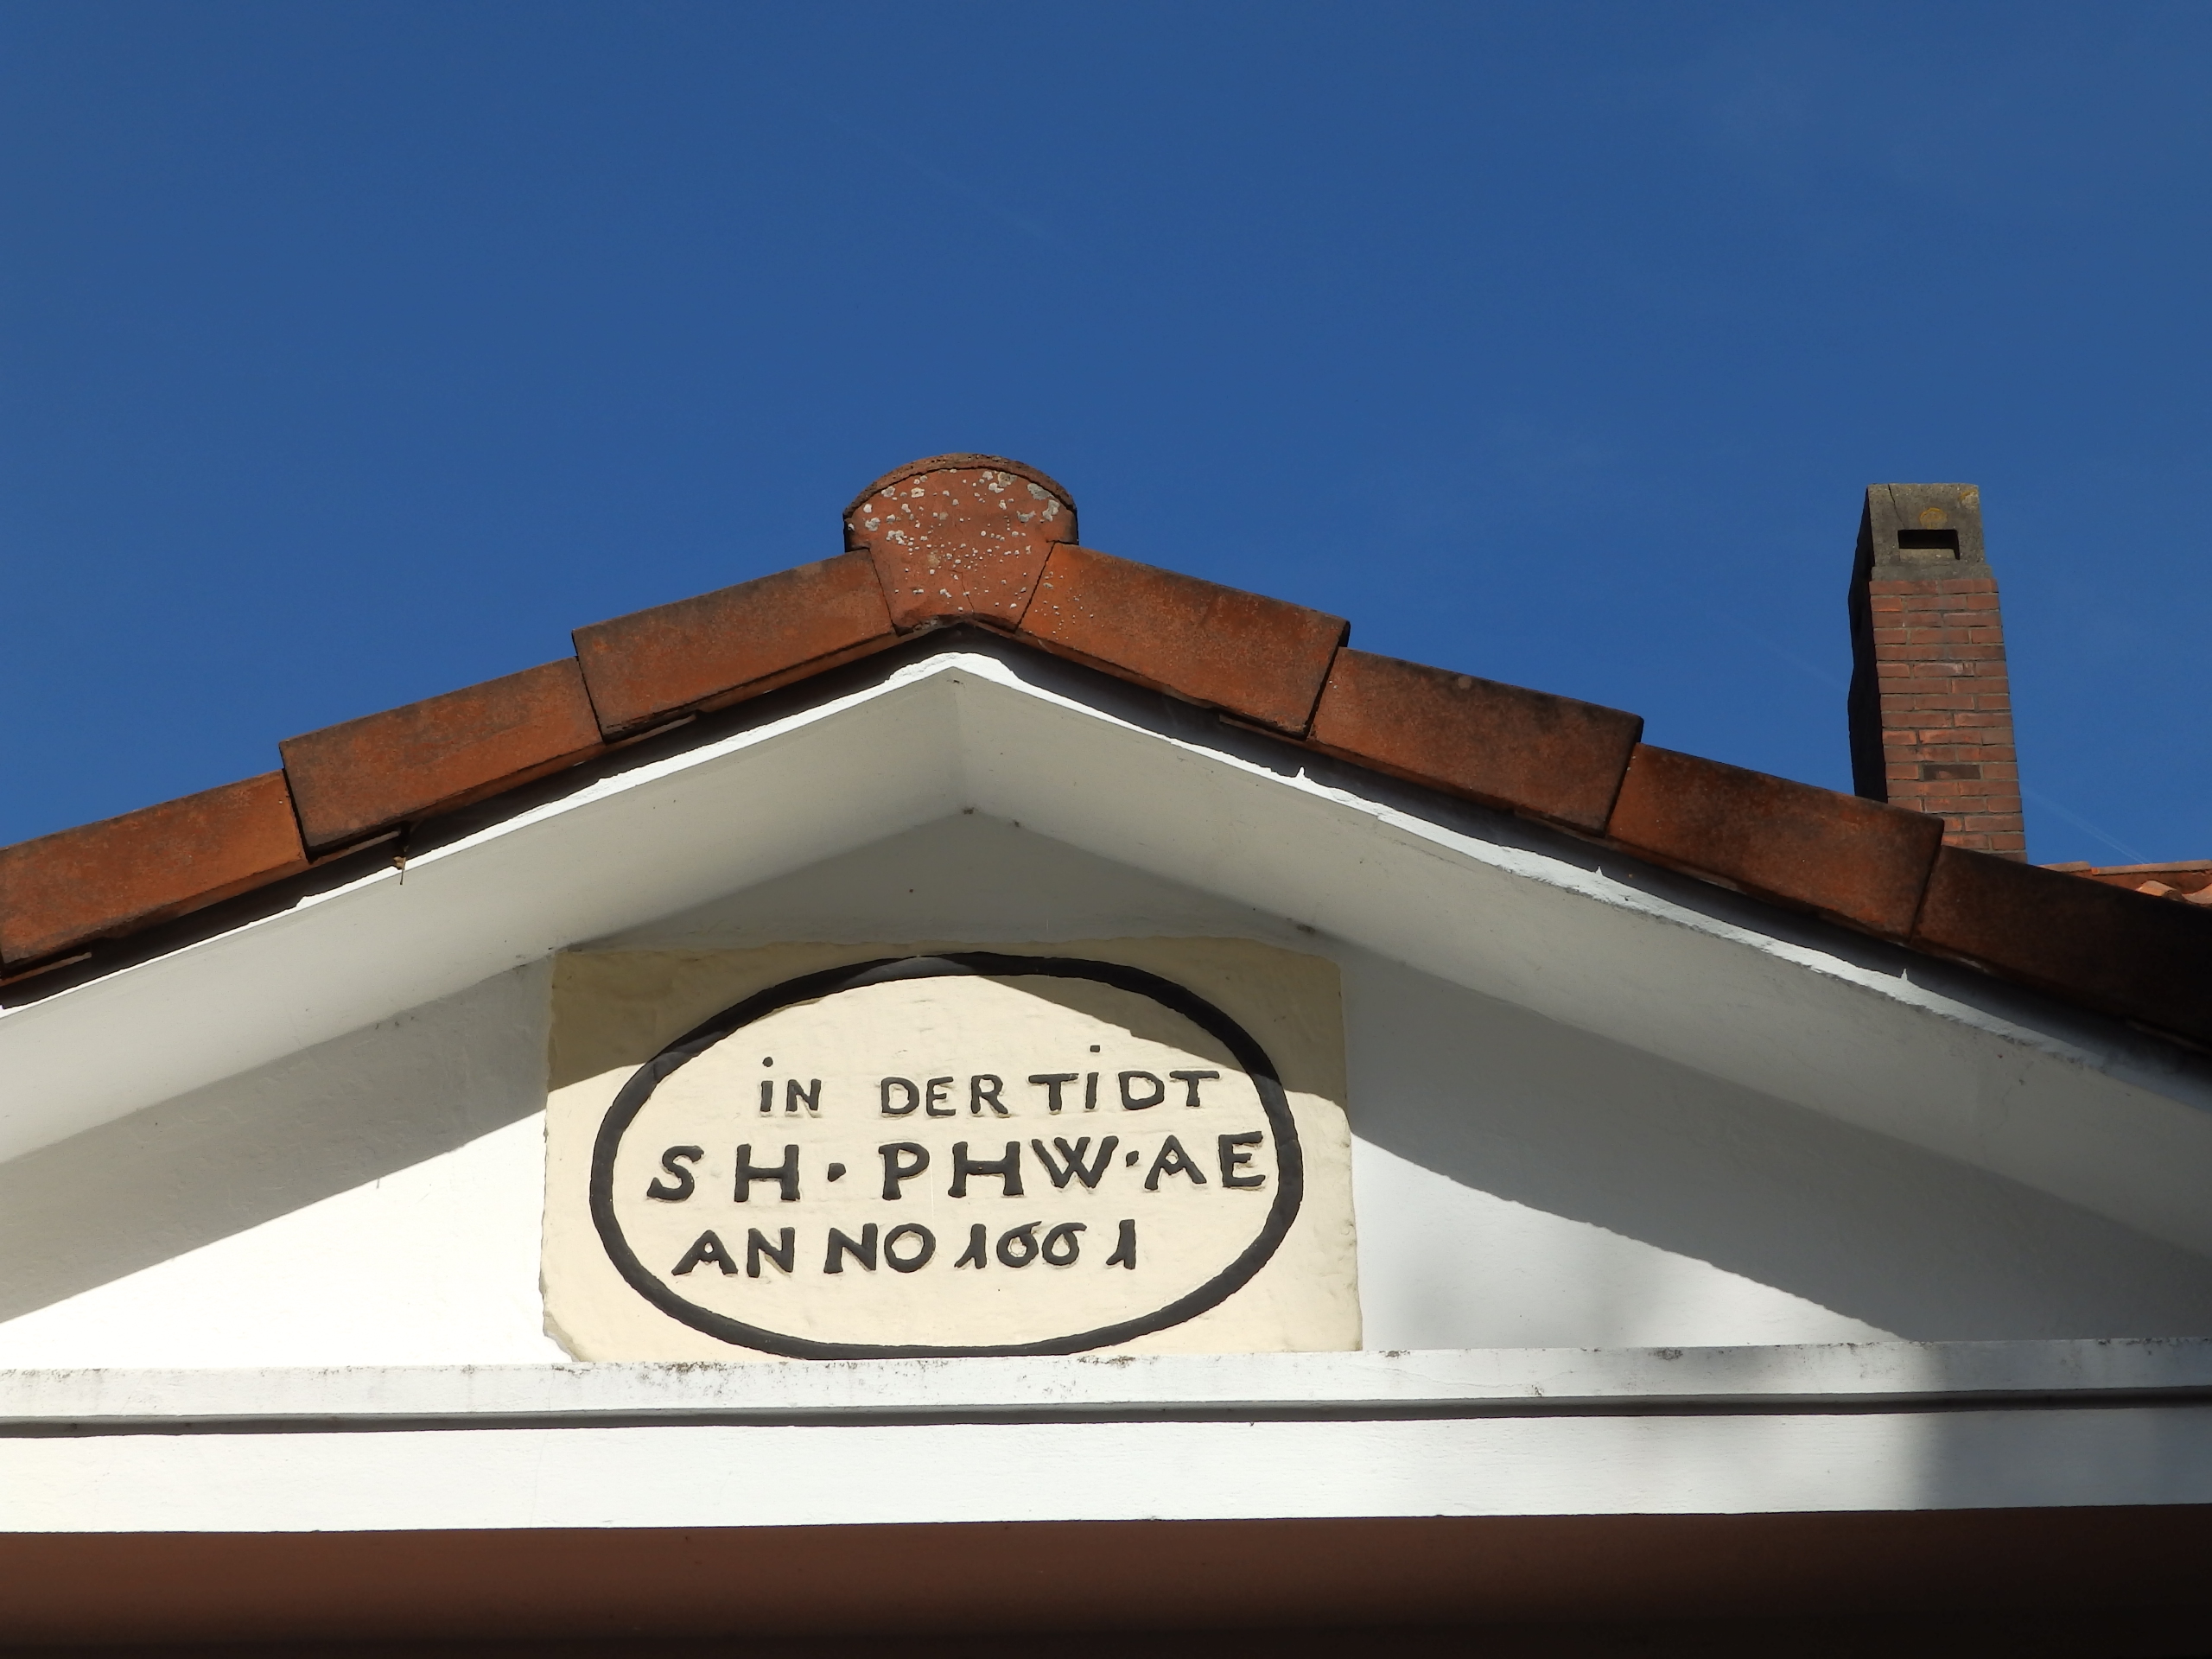 iN DER TiDT
SH · PHW · AE
ANNO 1661